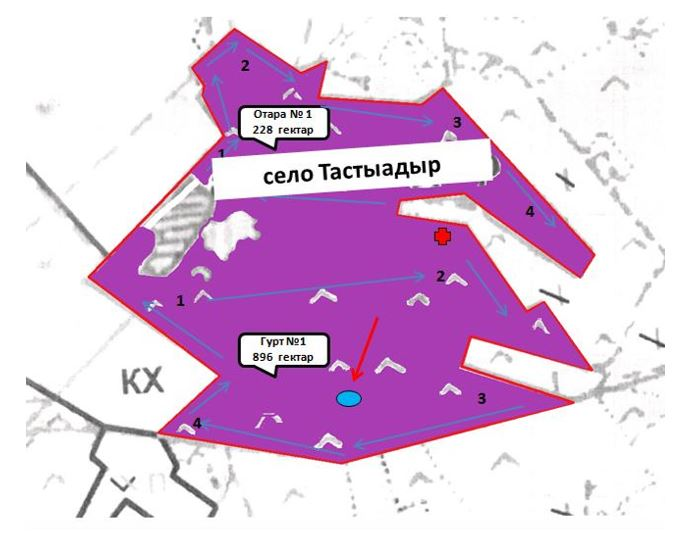 2
Отара № 1
228 гектар
3
1
село Тастыадыр
4
2
1
Гурт №1
896 гектар
КХ
3
4